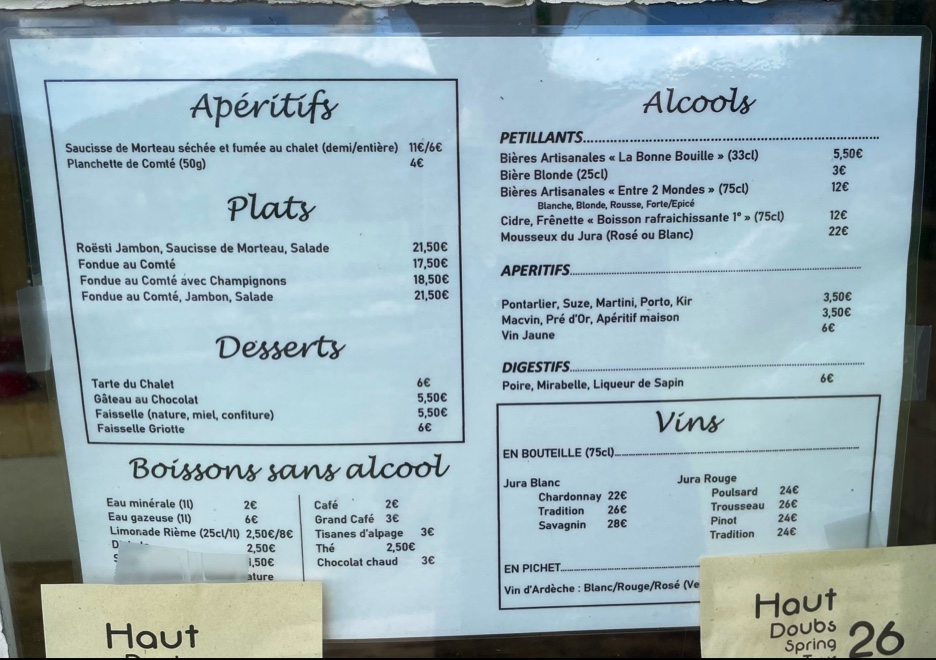 Apéritifs
Saucisse de Morteau séchée et fumée au chalet (demi/entière) 11€/6€
Planchette de Comté (50g) 4€
Plats
Roësti Jambon, Saucisse de Morteau, Salade 21,50€
Fondue au Comté 17,50€
Fondue au Comté avec Champignons 18,50€
Fondue au Comté, Jambon, Salade 21,50€
Desserts
Tarte du Chalet 6€
Gâteau au Chocolat 5,50€
Faisselle (nature, miel, confiture) 5,50€
Faisselle Griotte 6€
Boissons sans alcool
Eau minérale (1l) 2€
Eau gazeuse (1l) 6€
Limonade Rième (25cl/1l) 2,50€/8€
2,50€
,50€
ature
Café 2€
Grand Café 3€
Tisanes d'alpage 3€
Thé 2,50€
Chocolat chaud 3€
Alcools
PETILLANTS
Bières Artisanales « La Bonne Bouille » (33cl) 5,50€
Bière Blonde (25cl) 3€
Bières Artisanales « Entre 2 Mondes » (75cl) 12€
Blanche, Blonde, Rousse, Forte/Epicé
Cidre, Frênette « Boisson rafraichissante 1° » (75cl) 12€
Mousseux du Jura (Rosé ou Blanc) 22€
APERITIFS
Pontarlier, Suze, Martini, Porto, Kir 3,50€
Macvin, Pré d'Or, Apéritif maison 3,50€
Vin Jaune 6€
DIGESTIFS
Poire, Mirabelle, Liqueur de Sapin 6€
Vins
EN BOUTEILLE (75cl)
Jura Blanc
Chardonnay 22€
Tradition 26€
Savagnin 28€
Jura Rouge
Poulsard 24€
Trousseau 26€
Pinot 24€
Tradition 24€
EN PICHET
Vin d'Ardèche : Blanc/Rouge/Rosé (Ve
Haut
Haut
Doubs
Spring
26